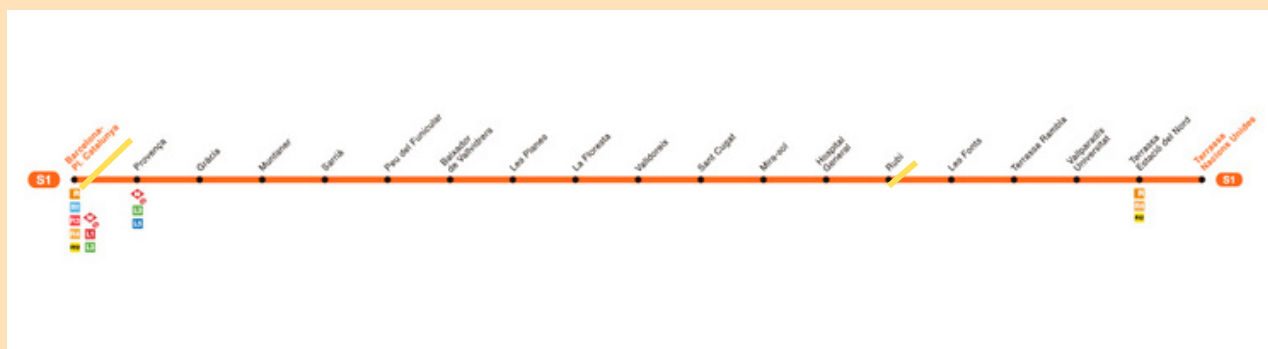 Barcelona-
Pl. Catalunya
Provença
Gràcia
Muntaner
Sarrià
Peu del Funicular
Baixador
de Vallvidrera
Les Planes
La Floresta
Valldoreix
Sant Cugat
Mira-sol
Hospital
General
Rubí
Les Fonts
Terrassa Rambla
Vallparadís
Universitat
Terrassa
Estació del Nord
Terrassa
Nacions Unides
S1
S1
M
L3
L5
M
L1
L3